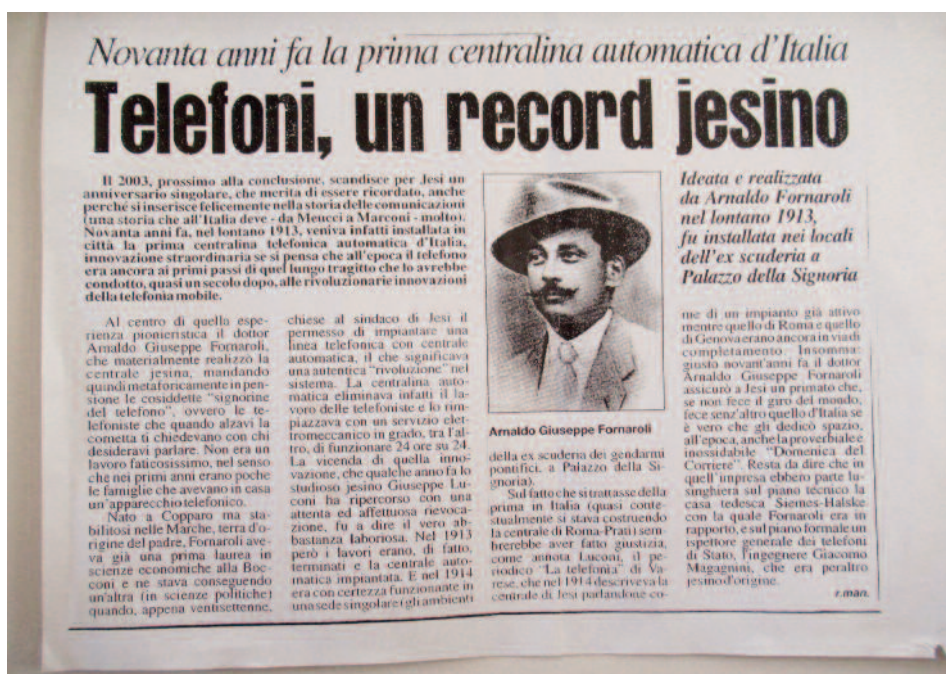 Novanta anni fa la prima centralina automatica d'Italia
Telefoni, un record jesino
Il 2003, prossimo alla conclusione, scandisce per Jesi un
anniversario singolare, che merita di essere ricordato, anche
perché si inserisce felicemente nella storia delle comunicazioni
(una storia che all'Italia deve - da Meucci a Marconi - molto).
Novanta anni fa, nel lontano 1913, veniva infatti installata in
città la prima centralina telefonica automatica d'Italia,
innovazione straordinaria se si pensa che all'epoca il telefono
era ancora ai primi passi di quel lungo tragitto che lo avrebbe
condotto, quasi un secolo dopo, alle rivoluzionarie innovazioni
della telefonia mobile.
Al centro di quella espe-
rienza pionieristica il dottor
Arnaldo Giuseppe Fornaroli,
che materialmente realizzò la
centrale jesina, mandando
quindi metaforicamente in pen-
sione le cosiddette "signorine
del telefono", ovvero le te-
lefoniste che quando alzavi la
cornetta ti chiedevano con chi
desideravi parlare. Non era un
lavoro faticosissimo, nel senso
che nei primi anni erano poche
le famiglie che avevano in casa
un'apparecchio telefonico.
Nato a Copparo ma sta-
bilitosi nelle Marche, terra d'o-
rigine del padre, Fornaroli ave-
va già una prima laurea in
scienze economiche alla Boc-
coni e ne stava conseguendo
un'altra (in scienze politiche)
quando, appena ventisettenne,
chiese al sindaco di Jesi il
permesso di impiantare una
linea telefonica con centrale
automatica, il che significava
una autentica "rivoluzione" nel
sistema. La centralina auto-
matica eliminava infatti il la-
voro delle telefoniste e lo rim-
piazzava con un servizio elet-
tromeccanico in grado, tra l'al-
tro, di funzionare 24 ore su 24.
La vicenda di quella inno-
vazione, che qualche anno fa lo
studioso jesino Giuseppe Lu-
coni ha ripercorso con una
attenta ed affettuosa rievoca-
zione, fu a dire il vero ab-
bastanza laboriosa. Nel 1913
però i lavori erano, di fatto,
terminati e la centrale auto-
matica impiantata. E nel 1914
era con certezza funzionante in
una sede singolare (gli ambienti
Arnaldo Giuseppe Fornaroli
della ex scuderia dei gendarmi
pontifici, a Palazzo della Si-
gnoria).
Sul fatto che si trattasse della
prima in Italia (quasi conte-
stualmente si stava costruendo
la centrale di Roma-Prati) sem-
brerebbe aver fatto giustizia,
come annota Luconi, il pe-
riodico "La telefonia" di Va-
rese, che nel 1914 descriveva la
centrale di Jesi parlandone co-
Ideata e realizzata
da Arnaldo Fornaroli
nel lontano 1913,
fu installata nei locali
dell'ex scuderia a
Palazzo della Signoria
me di un impianto già attivo
mentre quello di Roma e quello
di Genova erano ancora in via di
completamento. Insomma:
giusto novant'anni fa il dottor
Arnaldo Giuseppe Fornaroli
assicurò a Jesi un primato che,
se non fece il giro del mondo,
fece senz'altro quello d'Italia se
è vero che gli dedicò spazio,
all'epoca, anche la proverbiale e
inossidabile "Domenica del
Corriere". Resta da dire che in
quell'impresa ebbero parte lu-
singhiera sul piano tecnico la
casa tedesca Siemes-Halske
con la quale Fornaroli era in
rapporto, e sul piano formale un
ispettore generale dei telefoni
di Stato, l'ingegnere Giacomo
Magagnini, che era peraltro
jesino d'origine.
r.man.